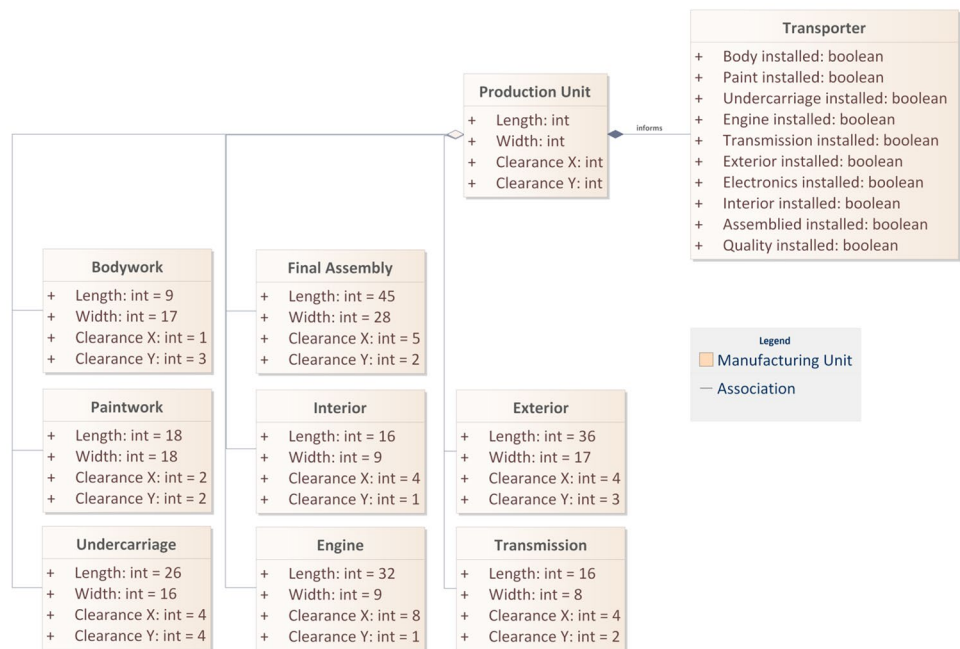 Transporter
+ Body installed: boolean
+ Paint installed: boolean
+ Undercarriage installed: boolean
+ Engine installed: boolean
+ Transmission installed: boolean
+ Exterior installed: boolean
+ Electronics installed: boolean
+ Interior installed: boolean
+ Assemblied installed: boolean
+ Quality installed: boolean
Production Unit
+ Length: int
+ Width: int
+ Clearance X: int
+ Clearance Y: int
informs
Bodywork
+ Length: int = 9
+ Width: int = 17
+ Clearance X: int = 1
+ Clearance Y: int = 3
Final Assembly
+ Length: int = 45
+ Width: int = 28
+ Clearance X: int = 5
+ Clearance Y: int = 2
Legend
Manufacturing Unit
Association
Paintwork
+ Length: int = 18
+ Width: int = 18
+ Clearance X: int = 2
+ Clearance Y: int = 2
Interior
+ Length: int = 16
+ Width: int = 9
+ Clearance X: int = 4
+ Clearance Y: int = 1
Exterior
+ Length: int = 36
+ Width: int = 17
+ Clearance X: int = 4
+ Clearance Y: int = 3
Undercarriage
+ Length: int = 26
+ Width: int = 16
+ Clearance X: int = 4
+ Clearance Y: int = 4
Engine
+ Length: int = 32
+ Width: int = 9
+ Clearance X: int = 8
+ Clearance Y: int = 1
Transmission
+ Length: int = 16
+ Width: int = 8
+ Clearance X: int = 4
+ Clearance Y: int = 2